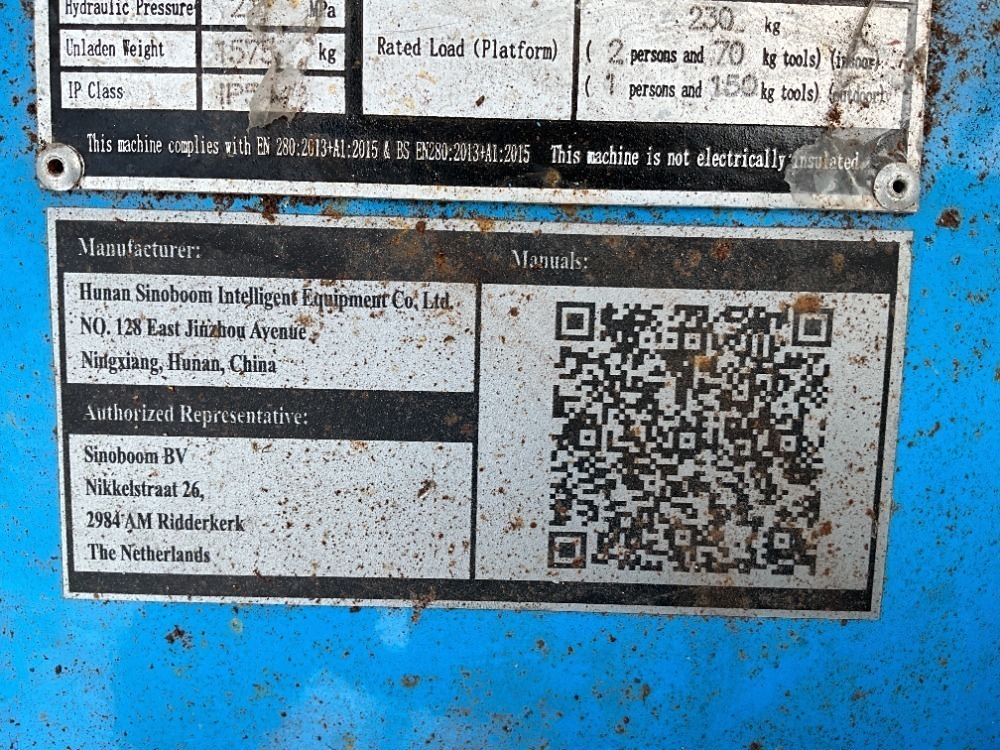 Hydraulic Pressure MPa
Unladen Weight kg
IP Class
Rated Load (Platform)
230 kg
( 2 persons and 70 kg tools) (indoor)
( 1 persons and 150 kg tools) (outdoor)
This machine complies with EN 280:2013+A1:2015 & BS EN280:2013+A1:2015 This machine is not electrically insulated
Manufacturer:
Hunan Sinoboom Intelligent Equipment Co, Ltd.
NO. 128 East Jinzhou Avenue
Ningxiang, Hunan, China
Authorized Representative:
Sinoboom BV
Nikkelstraat 26,
2984 AM Ridderkerk
The Netherlands
Manuals: